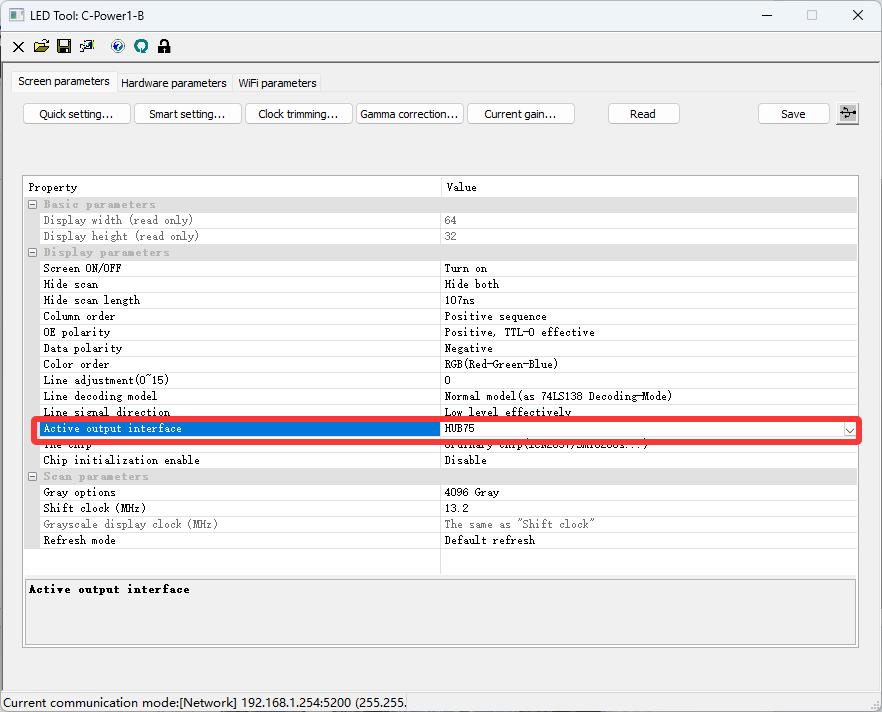 LED Tool: C-Power1-B
Screen parameters Hardware parameters WiFi parameters
Quick setting... Smart setting... Clock trimming... Gamma correction... Current gain... Read Save
Property Value
Basic parameters
Display width (read only) 64
Display height (read only) 32
Display parameters
Screen ON/OFF Turn on
Hide scan Hide both
Hide scan length 107ns
Column order Positive sequence
OE polarity Positive, TTL-0 effective
Data polarity Negative
Color order RGB(Red-Green-Blue)
Line adjustment(0~15) 0
Line decoding model Normal model(as 74LS138 Decoding-Mode)
Line signal direction Low level effectively
Active output interface HUB75
The chip Ordinary chip
Chip initialization enable Disable
Scan parameters
Gray options 4096 Gray
Shift clock (MHz) 13.2
Grayscale display clock (MHz) The same as "Shift clock"
Refresh mode Default refresh
Active output interface
Current communication mode:[Network] 192.168.1.254:5200 (255.255.